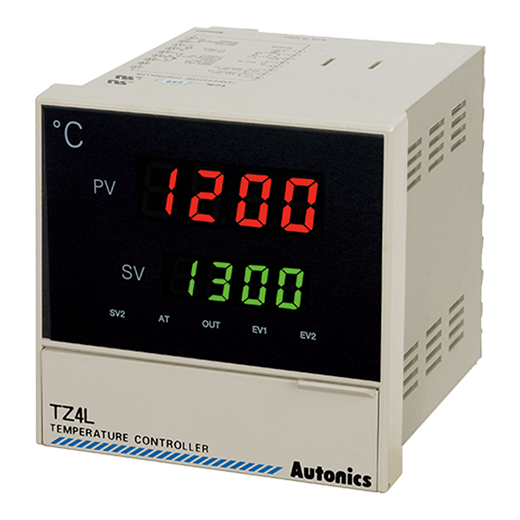 °C
PV 1200
SV 1300
SV2 AT OUT EV1 EV2
TZ4L
TEMPERATURE CONTROLLER
Autonics